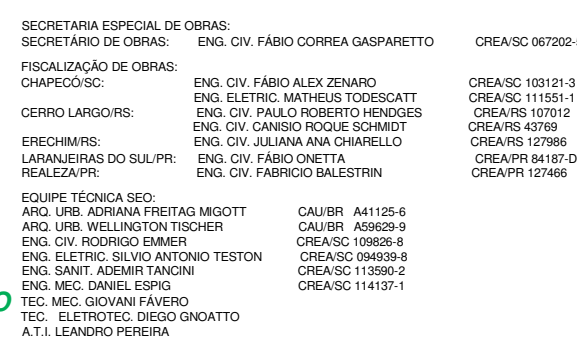 SECRETARIA ESPECIAL DE OBRAS:
SECRETÁRIO DE OBRAS: ENG. CIV. FÁBIO CORREA GASPARETTO CREA/SC 067202-
FISCALIZAÇÃO DE OBRAS:
CHAPECÓ/SC: ENG. CIV. FÁBIO ALEX ZENARO CREA/SC 103121-3
ENG. ELETRIC. MATHEUS TODESCATT CREA/SC 111551-1
CERRO LARGO/RS: ENG. CIV. PAULO ROBERTO HENDGES CREA/RS 107012
ENG. CIV. CANISIO ROQUE SCHMIDT CREA/RS 43769
ERECHIM/RS: ENG. CIV. JULIANA ANA CHIARELLO CREA/RS 127986
LARANJEIRAS DO SUL/PR: ENG. CIV. FÁBIO ONETTA CREA/PR 84187-D
REALEZA/PR: ENG. CIV. FABRICIO BALESTRIN CREA/PR 127466
EQUIPE TÉCNICA SEO:
ARQ. URB. ADRIANA FREITAG MIGOTT CAU/BR A41125-6
ARQ. URB. WELLINGTON TISCHER CAU/BR A59629-9
ENG. CIV. RODRIGO EMMER CREA/SC 109826-8
ENG. ELETRIC. SILVIO ANTONIO TESTON CREA/SC 094939-8
ENG. SANIT. ADEMIR TANCINI CREA/SC 113590-2
ENG. MEC. DANIEL ESPIG CREA/SC 114137-1
TEC. MEC. GIOVANI FÁVERO
TEC. ELETROTEC. DIEGO GNOATTO
A.T.I. LEANDRO PEREIRA